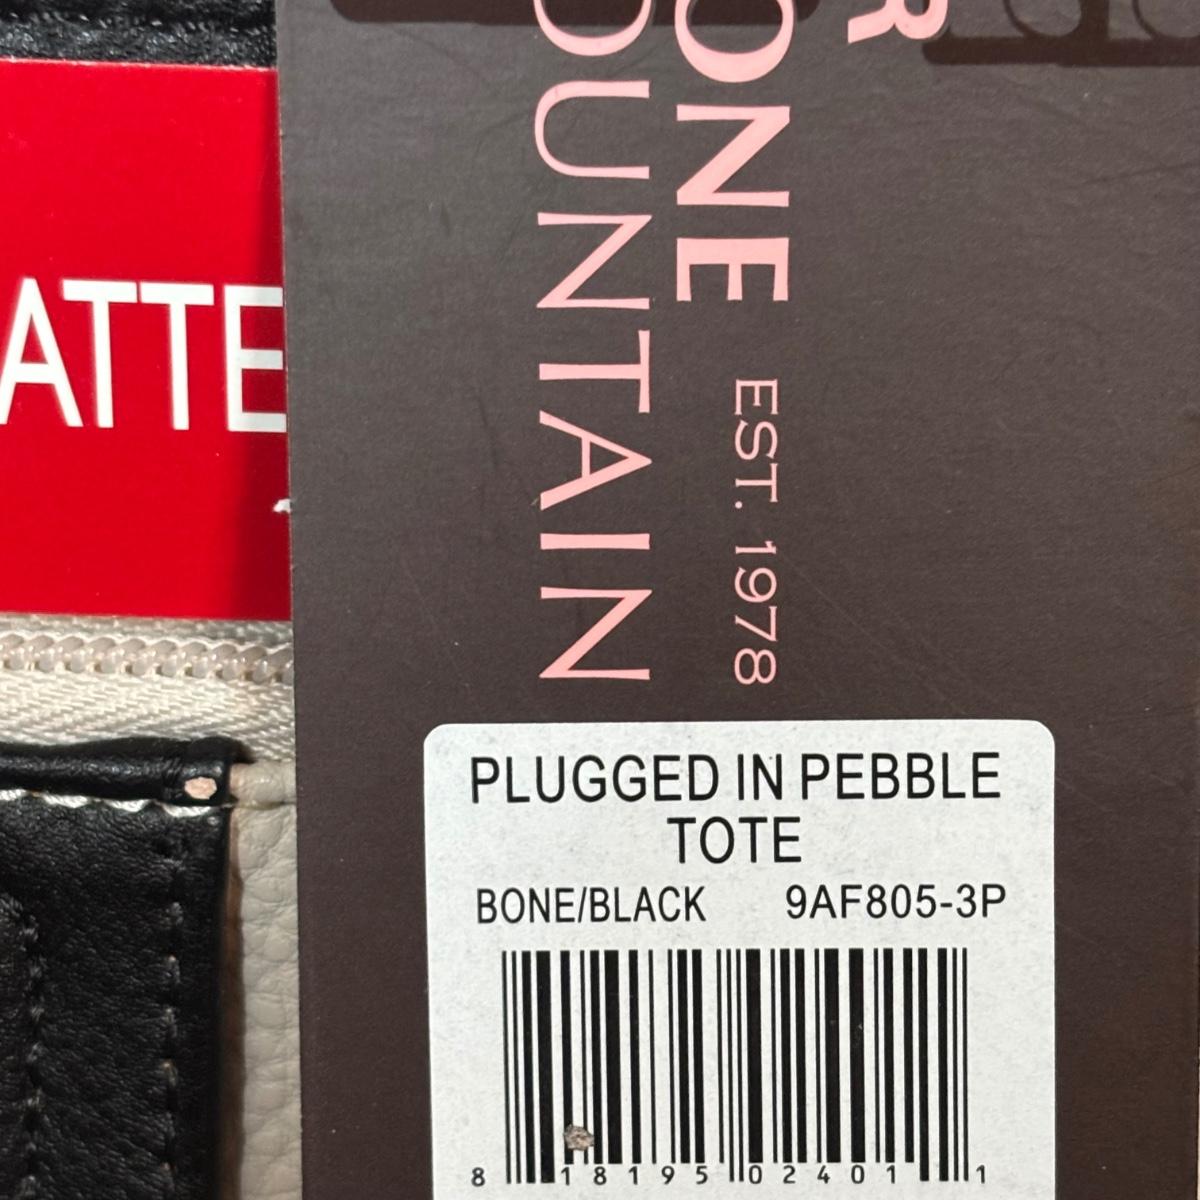 ATTE
ONE
OUNTAIN
EST. 1978
R
PLUGGED IN PEBBLE
TOTE
BONE/BLACK 9AF805-3P
8 18195 02401 1